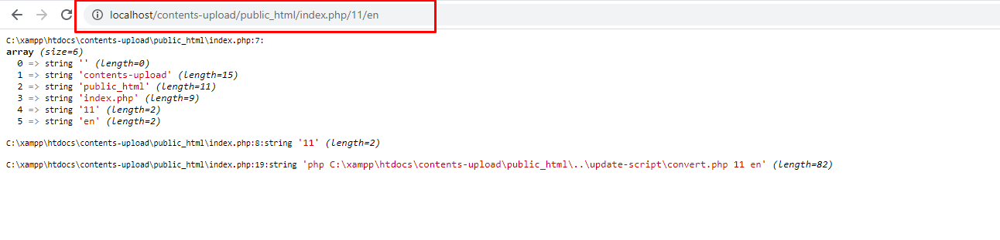 localhost/contents-upload/public_html/index.php/11/en
C:\xampp\htdocs\contents-upload\public_html\index.php:7:
array (size=6)
0 => string '' (length=0)
1 => string 'contents-upload' (length=15)
2 => string 'public_html' (length=11)
3 => string 'index.php' (length=9)
4 => string '11' (length=2)
5 => string 'en' (length=2)
C:\xampp\htdocs\contents-upload\public_html\index.php:8:string '11' (length=2)
C:\xampp\htdocs\contents-upload\public_html\index.php:19:string 'php C:\xampp\htdocs\contents-upload\public_html\..\update-script\convert.php 11 en' (length=82)